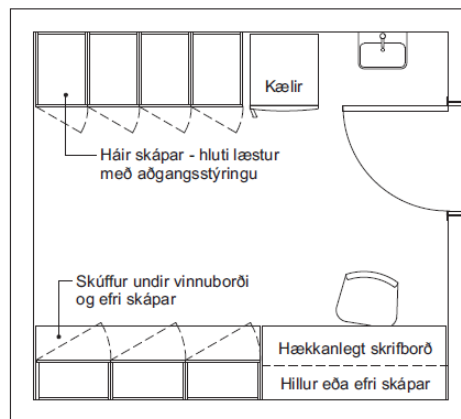 Kælir
Háir skápar - hluti læstur
með aðgangsstýringu
Skúffur undir vinnuborði
og efri skápar
Hækkanlegt skrifborð
Hillur eða efri skápar